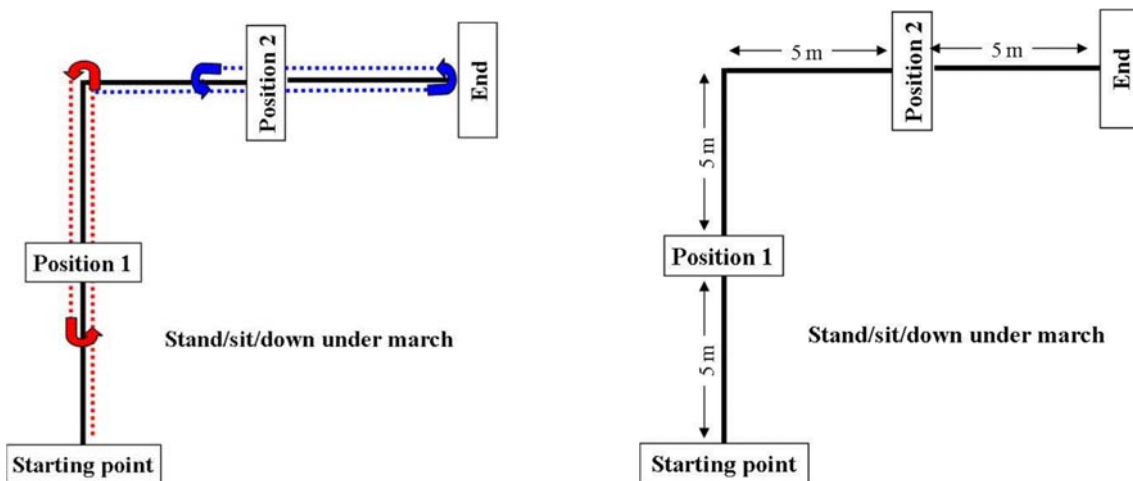 Position 2
End
Position 1
Stand/sit/down under march
Starting point
5 m
5 m
Position 2
End
5 m
Position 1
5 m
Stand/sit/down under march
Starting point